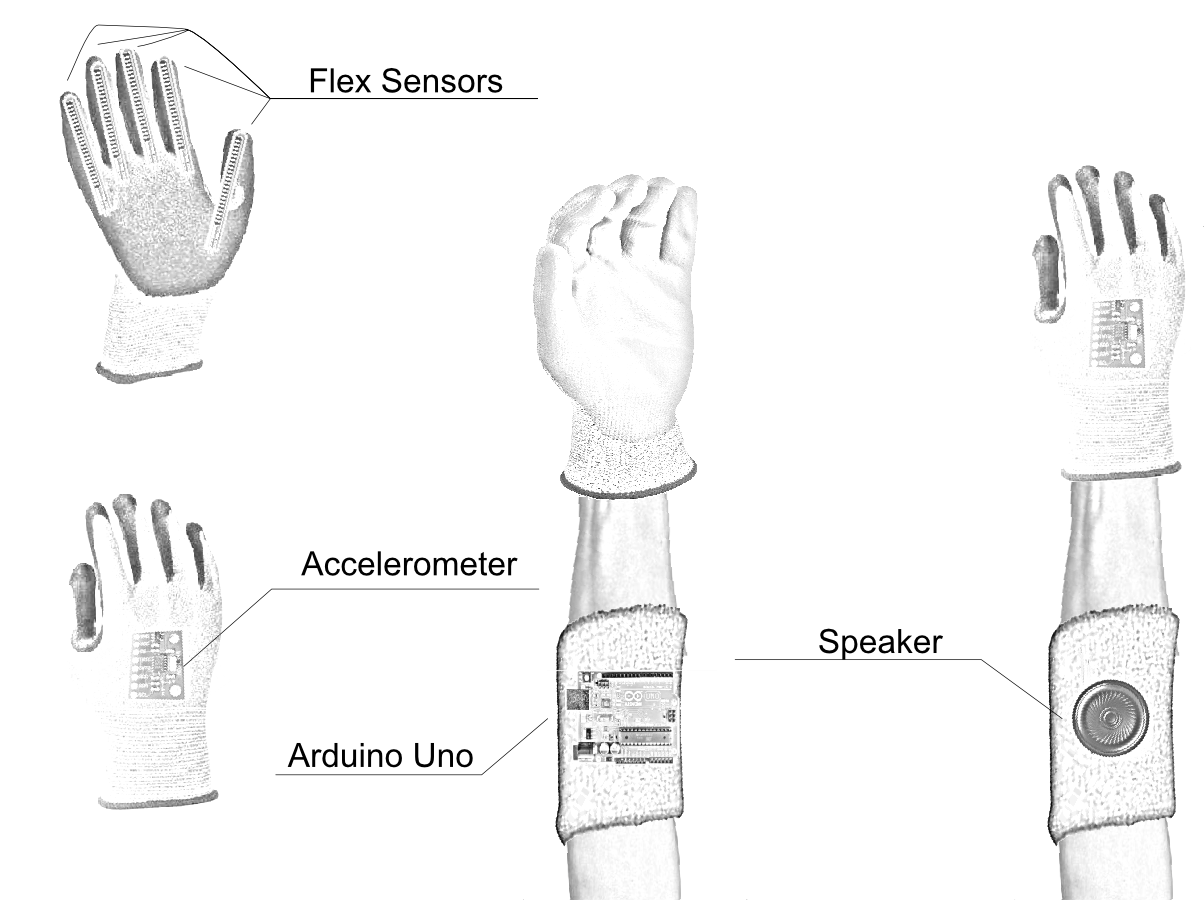 Flex Sensors
Accelerometer
Speaker
Arduino Uno